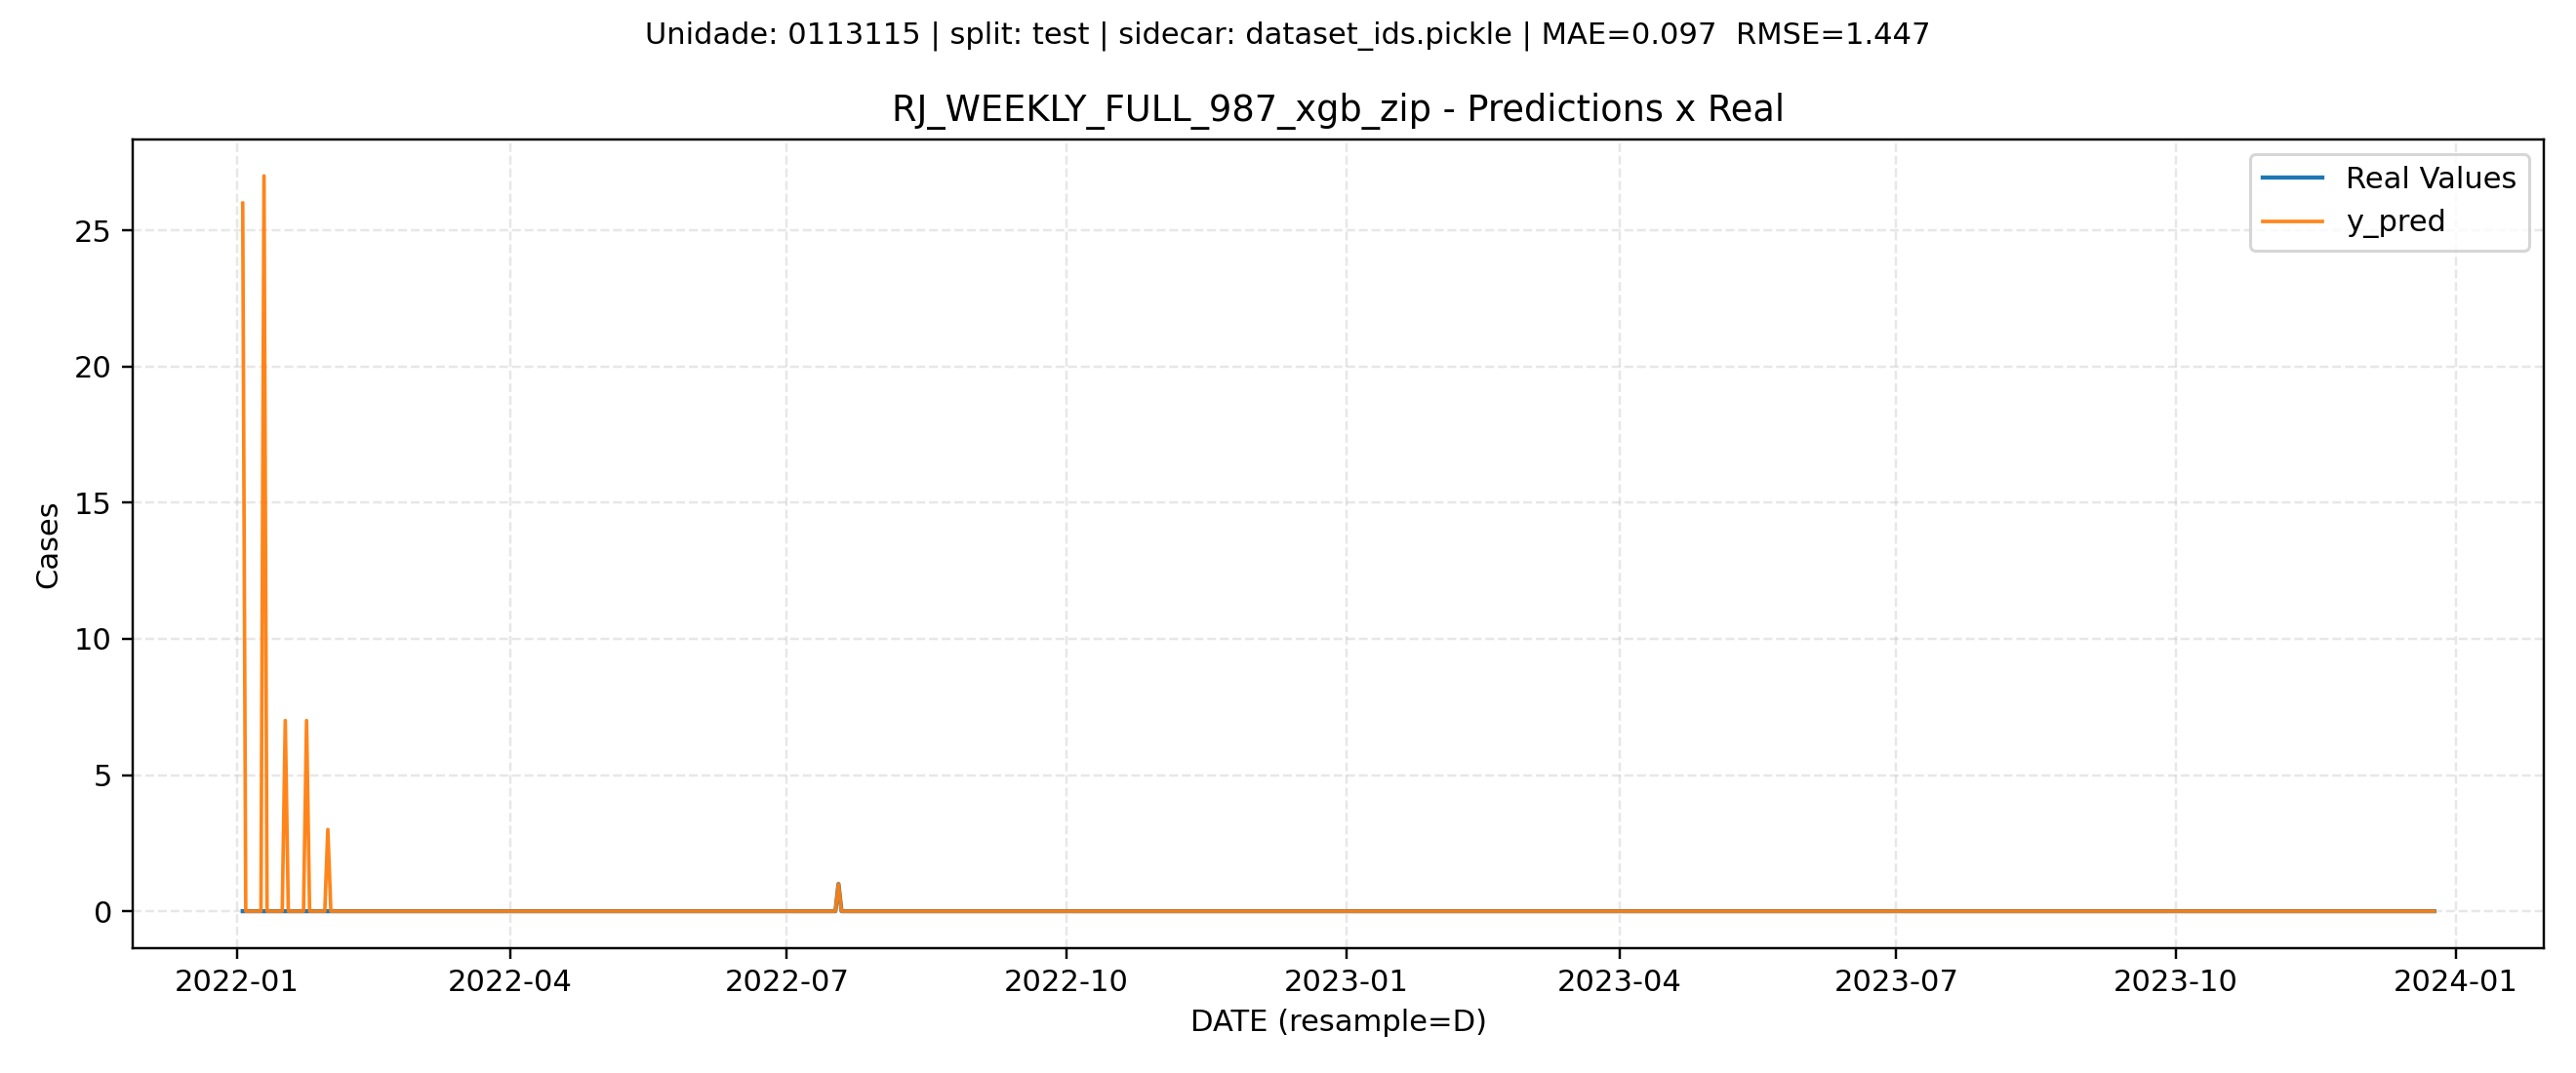 Unidade: 0113115 | split: test | sidecar: dataset_ids.pickle | MAE=0.097  RMSE=1.447
RJ_WEEKLY_FULL_987_xgb_zip - Predictions x Real
Real Values
y_pred
25
20
15
10
5
0
Cases
2022-01
2022-04
2022-07
2022-10
2023-01
2023-04
2023-07
2023-10
2024-01
DATE (resample=D)